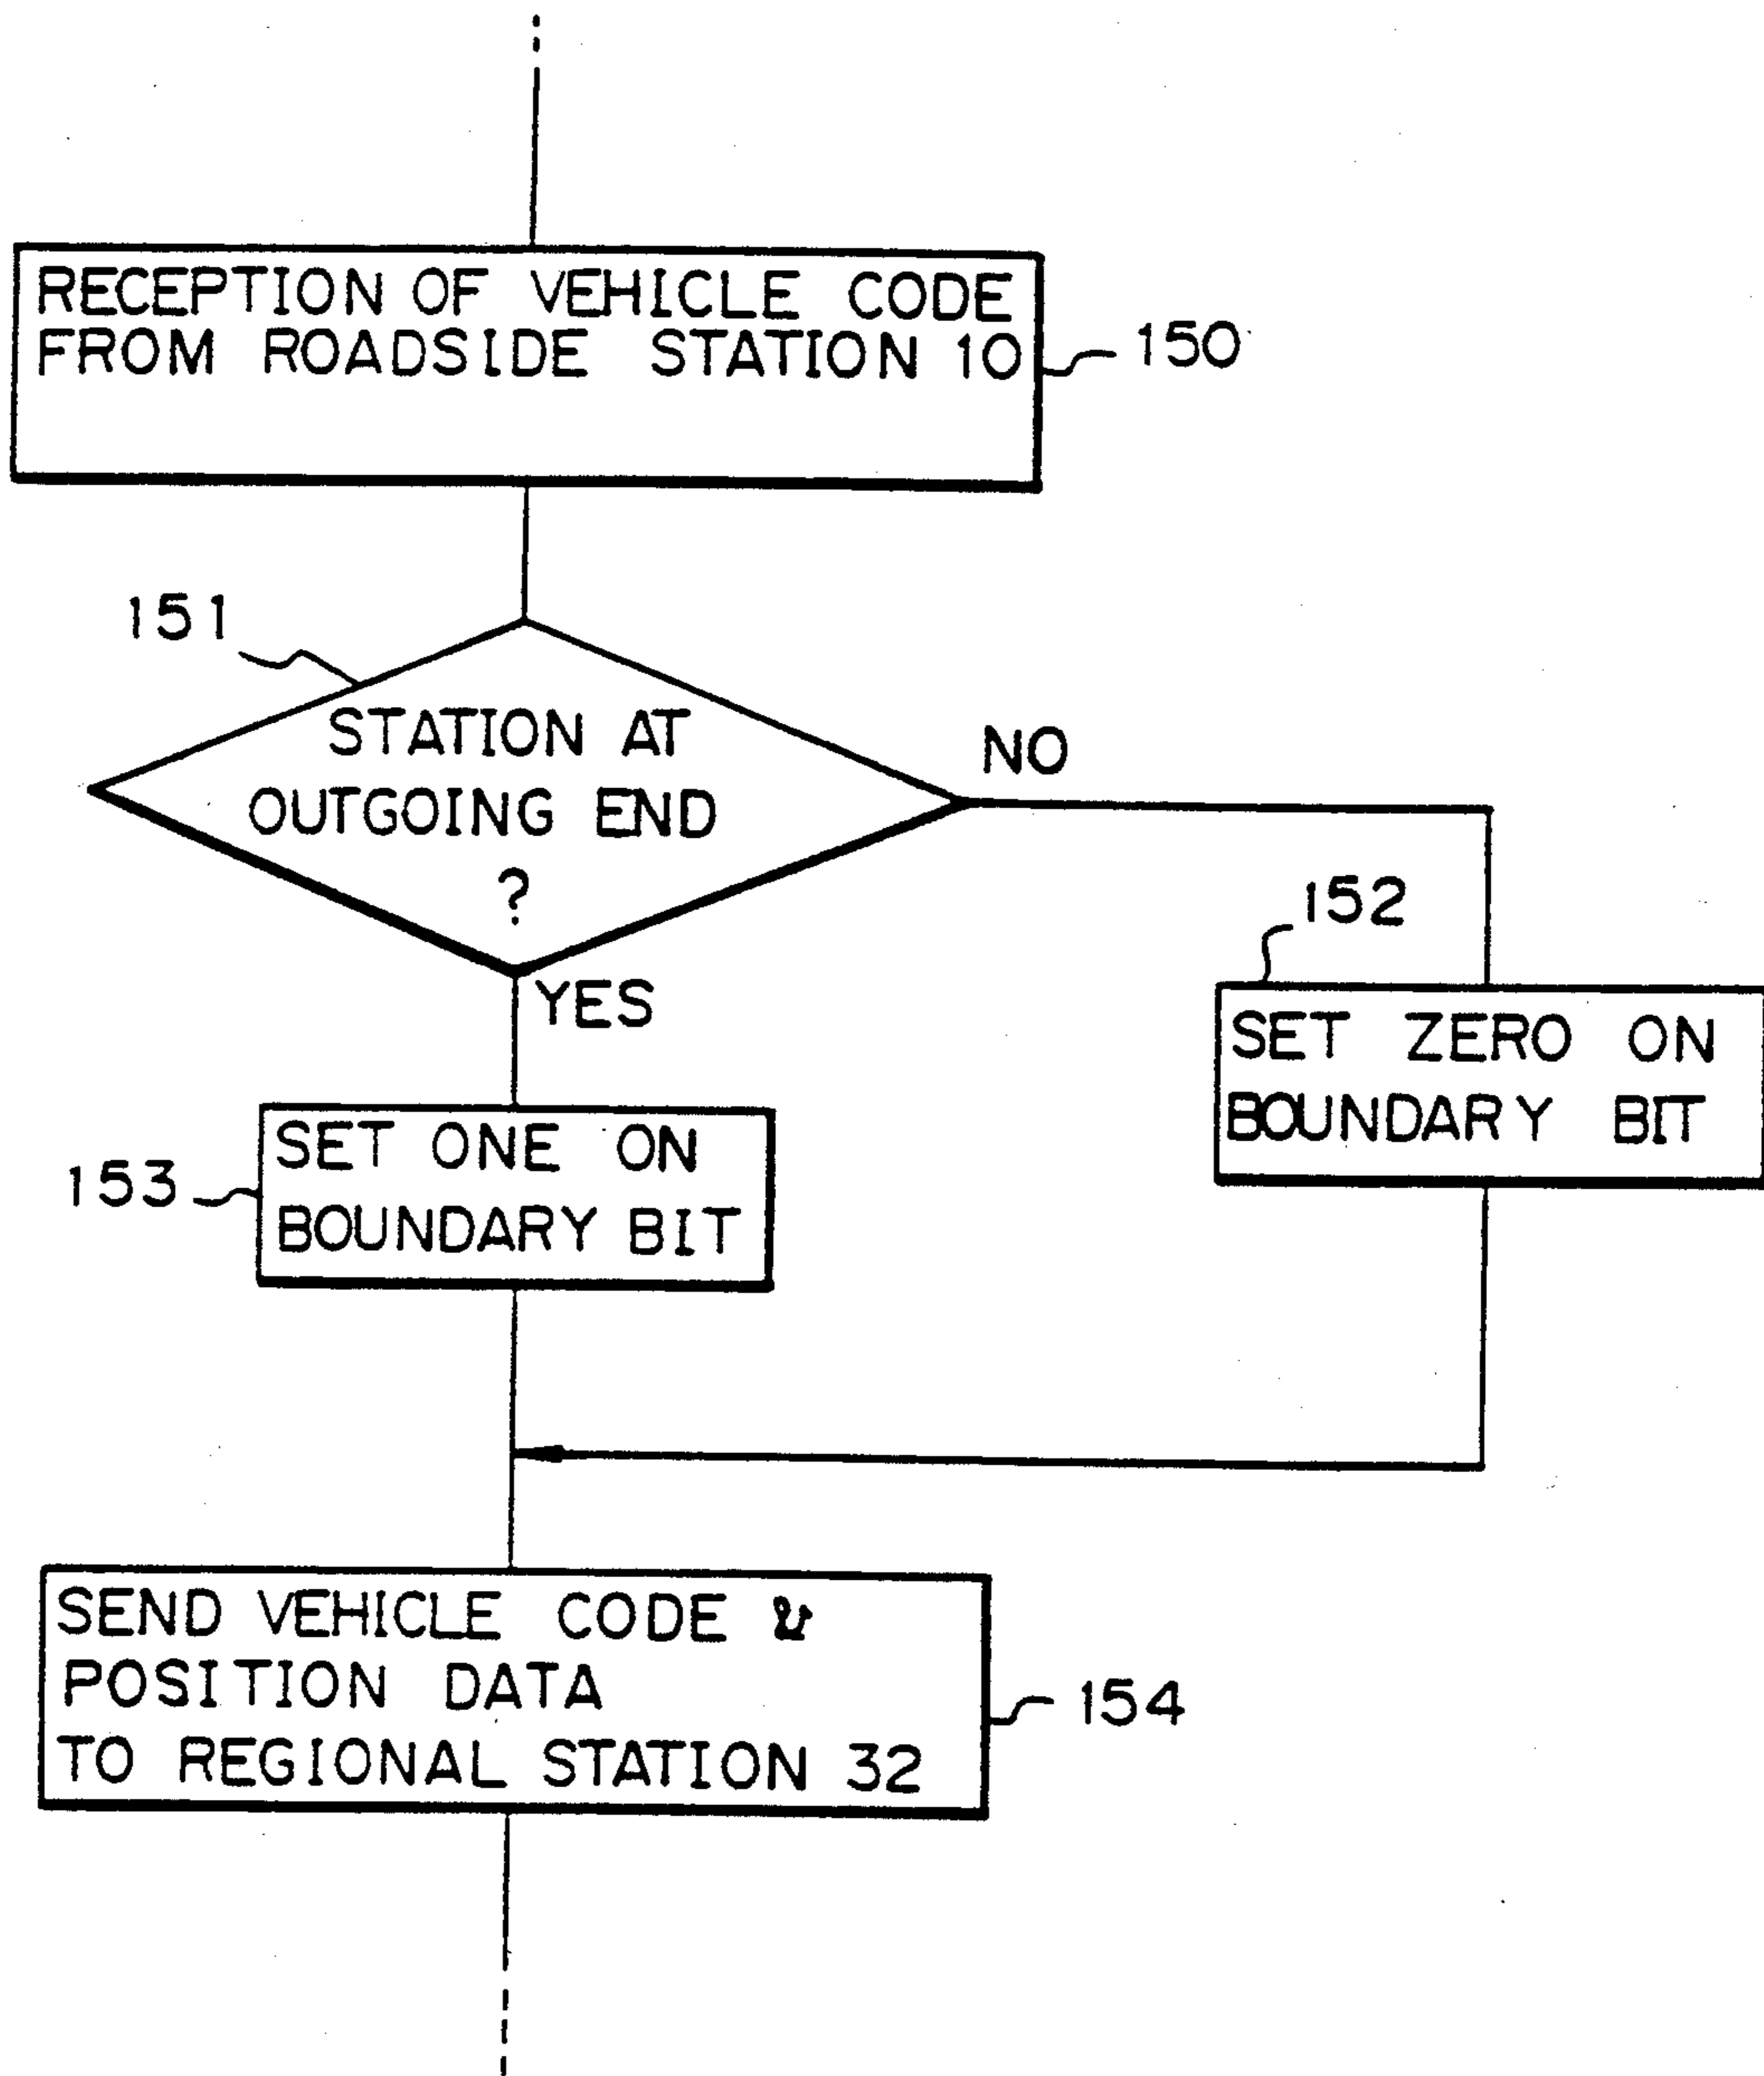 RECEPTION OF VEHICLE CODE
FROM ROADSIDE STATION 10
150
151
STATION AT
OUTGOING END
?
NO
YES
152
SET ZERO ON
BOUNDARY BIT
153
SET ONE ON
BOUNDARY BIT
SEND VEHICLE CODE &
POSITION DATA
TO REGIONAL STATION 32
154